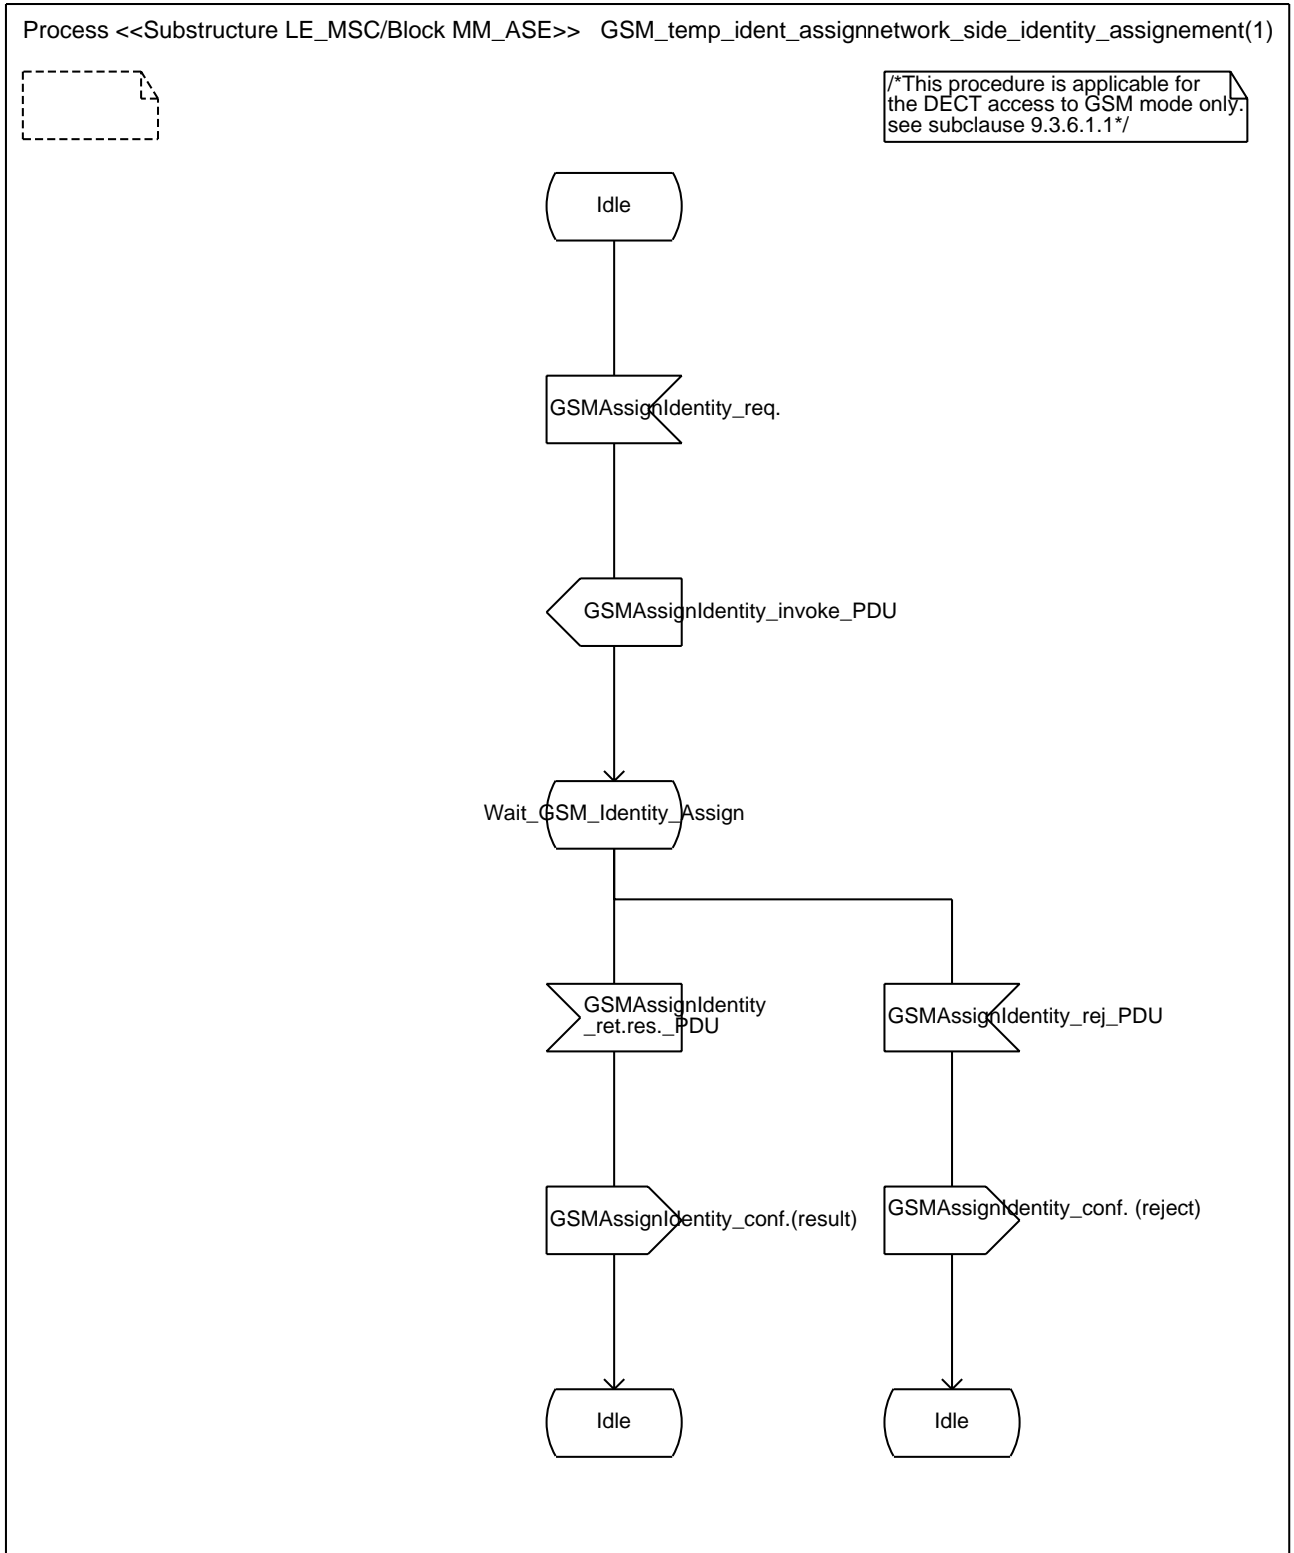 Process <<Substructure LE_MSC/Block MM_ASE>> GSM_temp_ident_assignnetwork_side_identity_assignement(1)
/*This procedure is applicable for
the DECT access to GSM mode only.
see subclause 9.3.6.1.1*/
Idle
GSMAssignIdentity_req.
GSMAssignIdentity_invoke_PDU
Wait_GSM_Identity_Assign
GSMAssignIdentity
_ret.res._PDU
GSMAssignIdentity_rej_PDU
GSMAssignIdentity_conf.(result)
GSMAssignIdentity_conf. (reject)
Idle
Idle